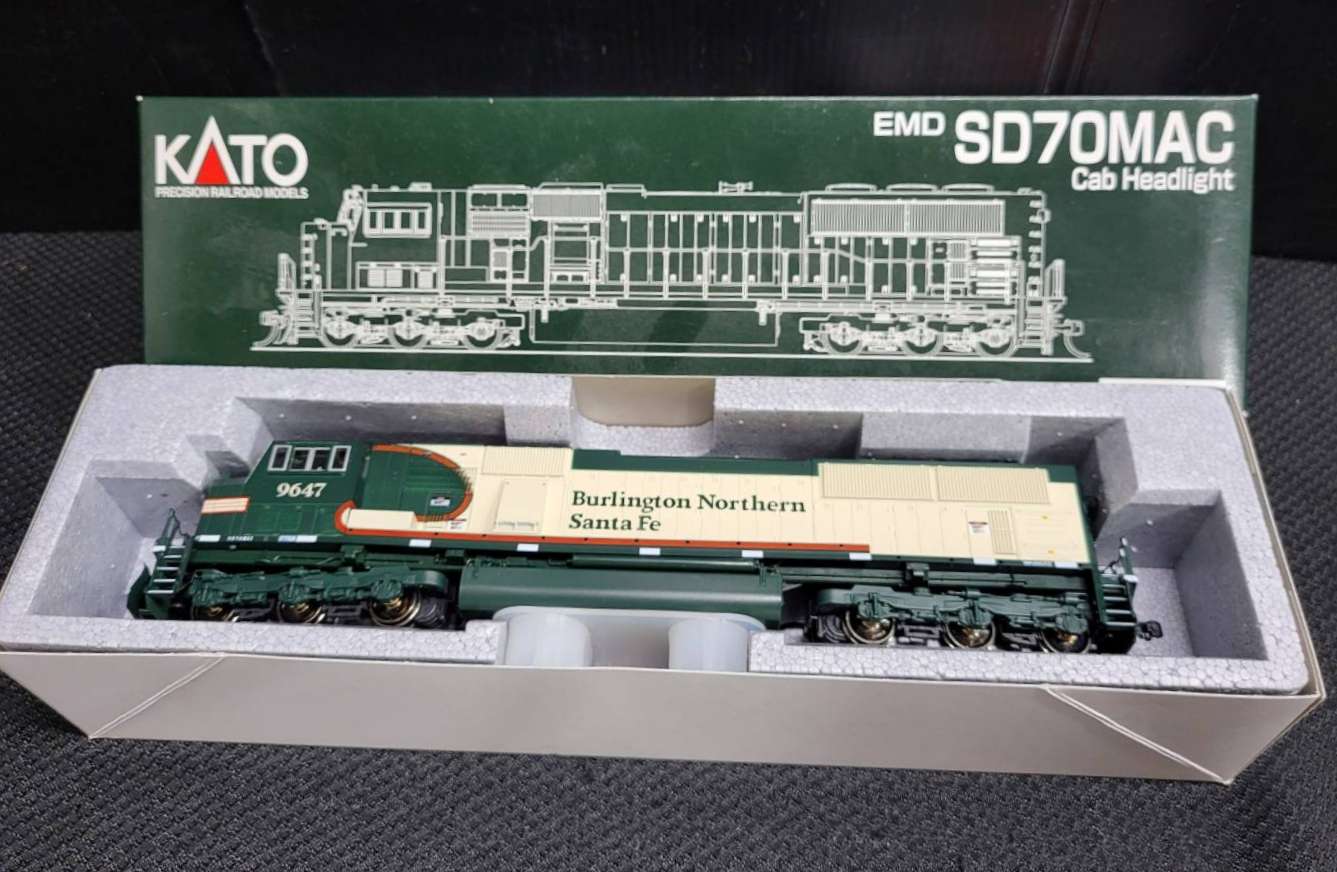 KATO
PRECISION RAILROAD MODELS
EMD SD70MAC
Cab Headlight
9647
Burlington Northern
Santa Fe